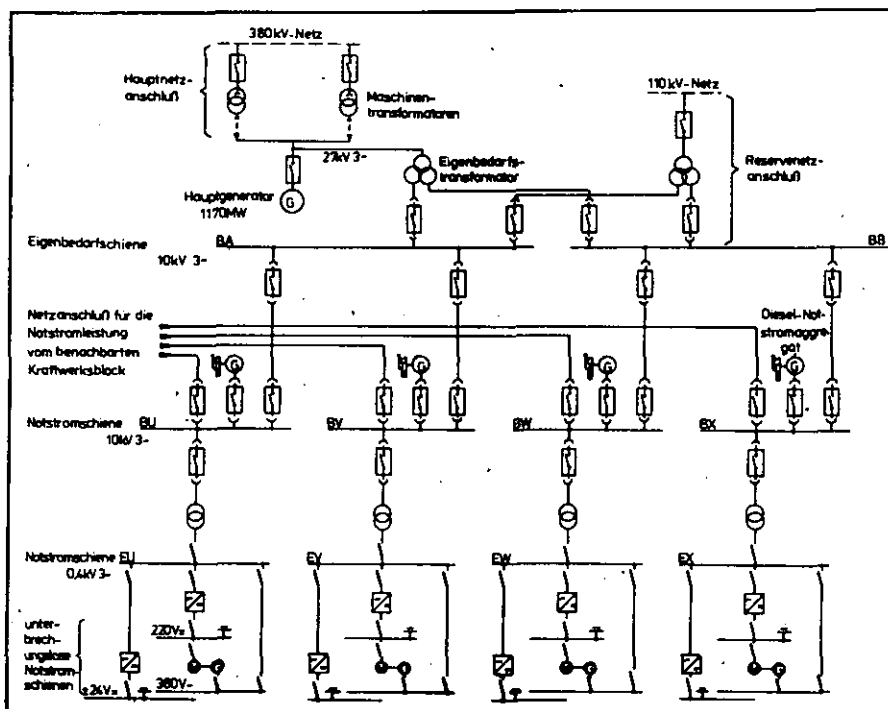 380kV-Netz
Hauptnetz-
anschluß
Maschinen-
transformatoren
110kV-Netz
27kV 3~
Eigenbedarfs-
transformator
Reservenetz-
anschluß
Hauptgenerator
1170MW
G
Eigenbedarfschiene
BA
BB
10kV 3~
Netzanschluß für die
Notstromleistung
vom benachbarten
Kraftwerksblock
Diesel-Not-
stromaggre-
gat
G
G
G
G
Notstromschiene
BU
BV
BW
BX
10kV 3~
Notstromschiene EU
EV
EW
EX
0,4kV 3~
unter-
brech-
ungslose
Notstrom-
schienen
220V=
±24V=
380V~